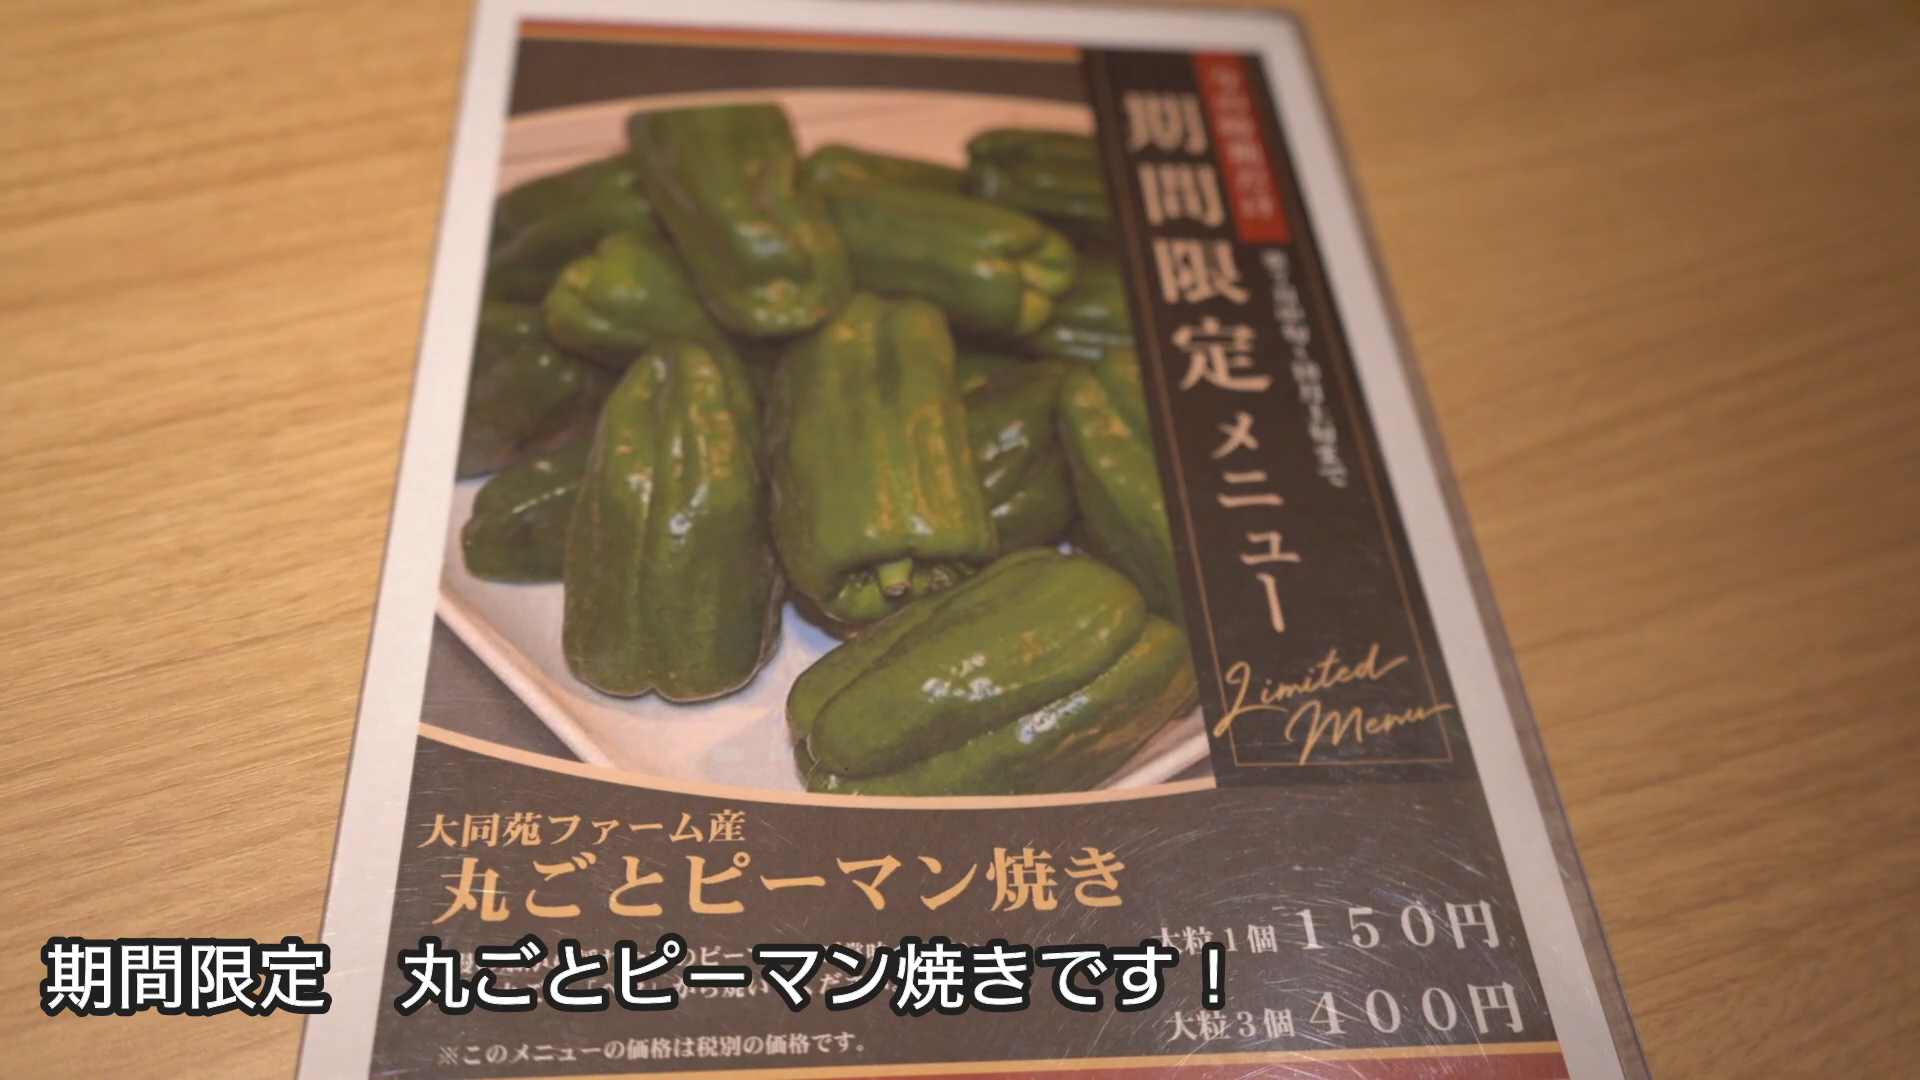 期間限定メニュー
Limited
Menu
大同苑ファーム産
丸ごとピーマン焼き
大粒1個 150円
大粒3個 400円
※このメニューの価格は税別の価格です。
期間限定　丸ごとピーマン焼きです！